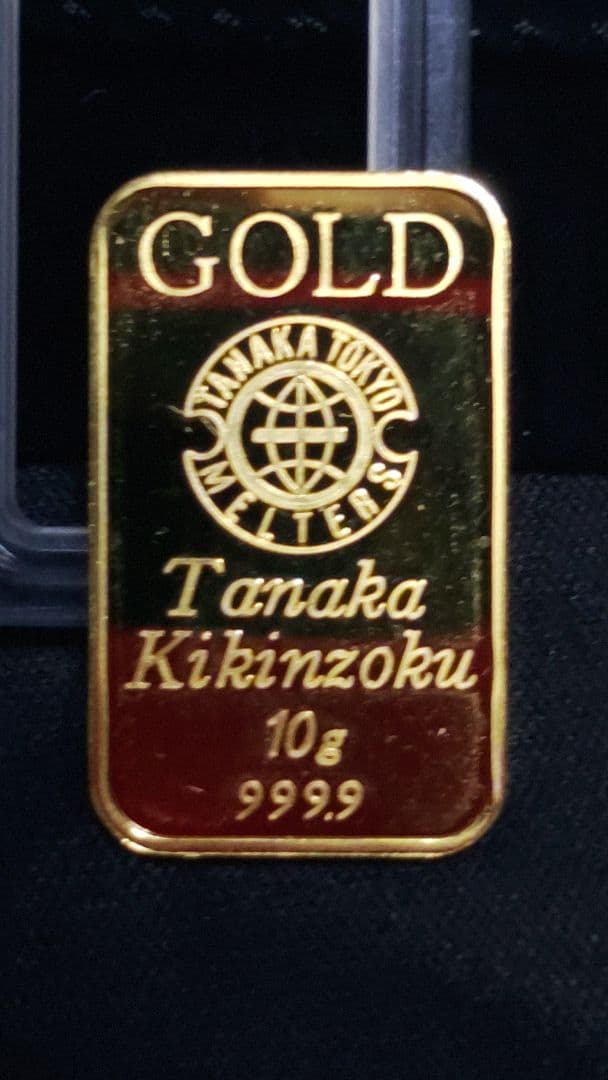 GOLD
TANAKA TOKYO
MELTERS
Tanaka
Kikinzoku
10g
999.9